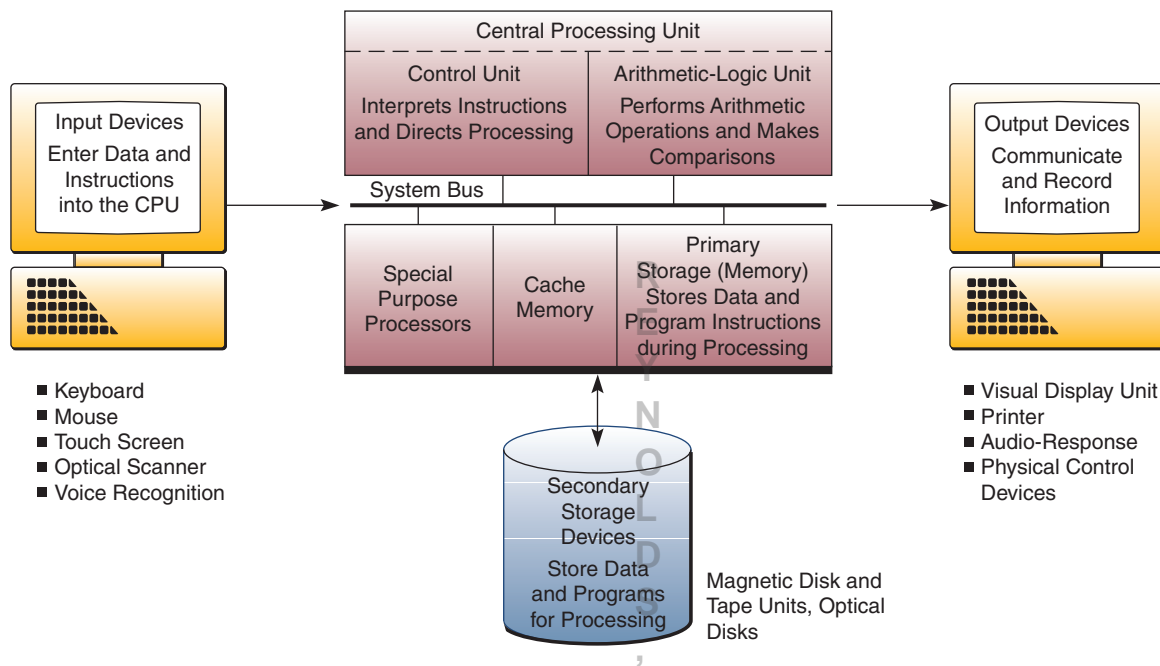 Central Processing Unit
Control Unit
Interprets Instructions
and Directs Processing
Arithmetic-Logic Unit
Performs Arithmetic
Operations and Makes
Comparisons
Input Devices
Enter Data and
Instructions
into the CPU
System Bus
Output Devices
Communicate
and Record
Information
Special
Purpose
Processors
Cache
Memory
Primary
Storage (Memory)
Stores Data and
Program Instructions
during Processing
■ Keyboard
■ Mouse
■ Touch Screen
■ Optical Scanner
■ Voice Recognition
■ Visual Display Unit
■ Printer
■ Audio-Response
■ Physical Control
Devices
Secondary
Storage
Devices
Store Data
and Programs
for Processing
Magnetic Disk and
Tape Units, Optical
Disks
REYNOLDS,